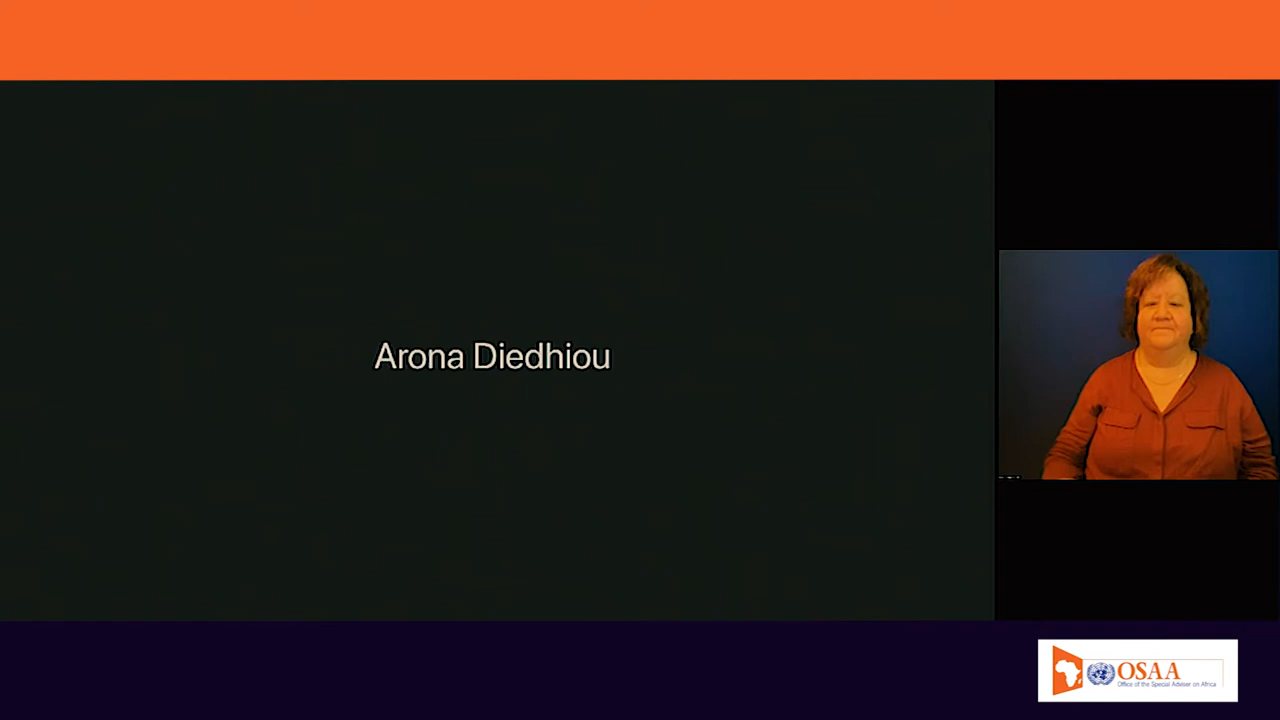 Arona Diedhiou
OSAA
Office of the Special Adviser on Africa